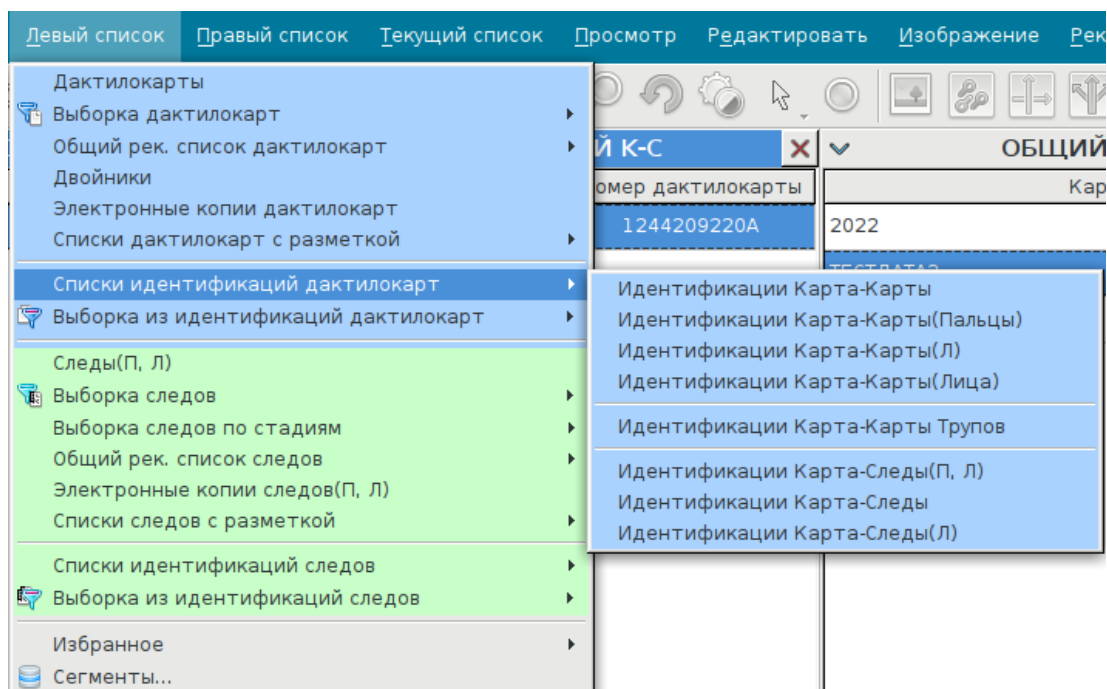 Левый список Правый список Текущий список Просмотр Редактировать Изображение Рек
Дактилокарты
Выборка дактилокарт
Общий рек. список дактилокарт
Двойники
Электронные копии дактилокарт
Списки дактилокарт с разметкой
Списки идентификаций дактилокарт
Выборка из идентификаций дактилокарт
Следы(П, Л)
Выборка следов
Выборка следов по стадиям
Общий рек. список следов
Электронные копии следов(П, Л)
Списки следов с разметкой
Списки идентификаций следов
Выборка из идентификаций следов
Избранное
Сегменты...
Й К-С
омер дактилокарты
1244209220А
ОБЩИЙ
Кар
2022
Идентификации Карта-Карты
Идентификации Карта-Карты(Пальцы)
Идентификации Карта-Карты(Л)
Идентификации Карта-Карты(Лица)
Идентификации Карта-Карты Трупов
Идентификации Карта-Следы(П, Л)
Идентификации Карта-Следы
Идентификации Карта-Следы(Л)